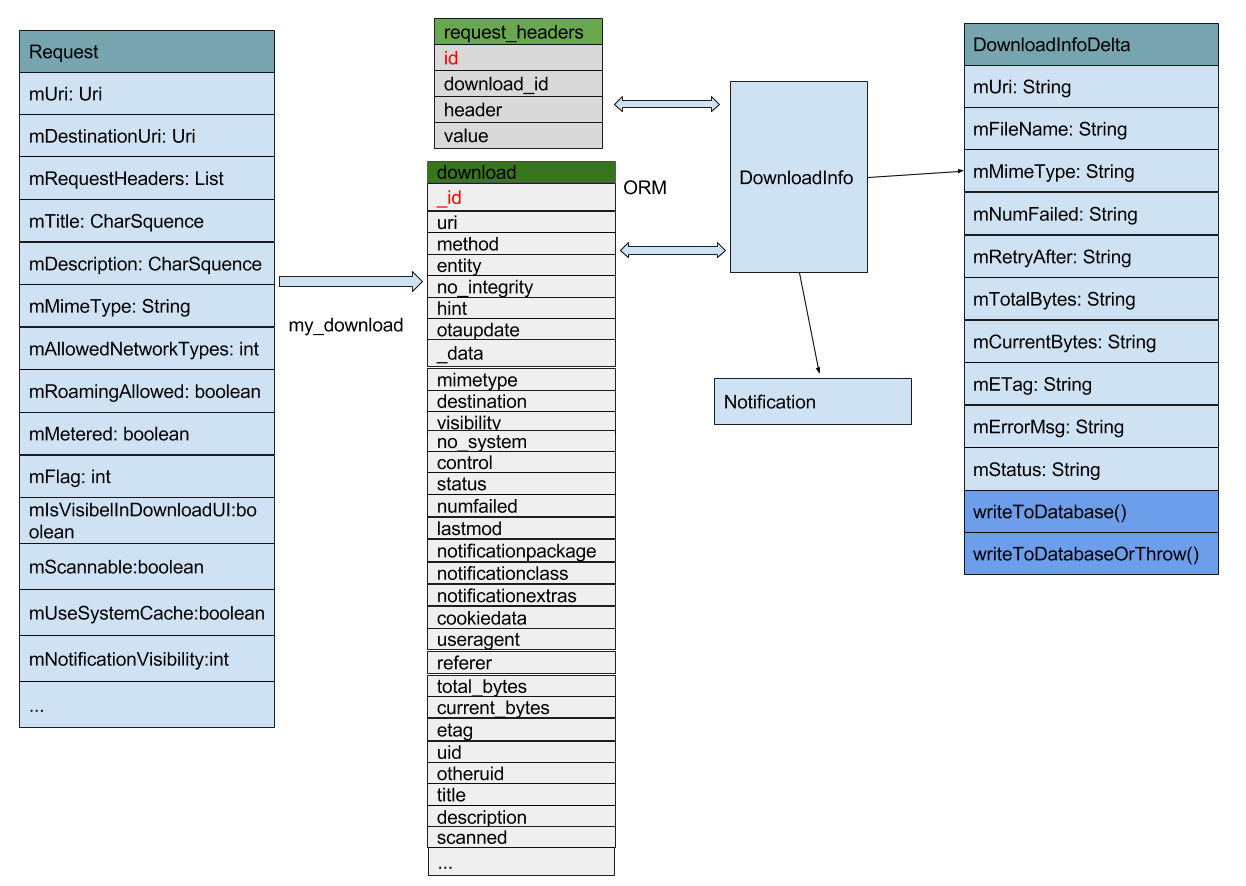 Request
mUri: Uri
mDestinationUri: Uri
mRequestHeaders: List
mTitle: CharSquence
mDescription: CharSquence
mMimeType: String
mAllowedNetworkTypes: int
mRoamingAllowed: boolean
mMetered: boolean
mFlag: int
mIsVisibelInDownloadUI:bo
olean
mScannable:boolean
mUseSystemCache:boolean
mNotificationVisibility:int
...
my_download
request_headers
id
download_id
header
value
download
_id
uri
method
entity
no_integrity
hint
otaupdate
_data
mimetype
destination
visibility
no_system
control
status
numfailed
lastmod
notificationpackage
notificationclass
notificationextras
cookiedata
useragent
referer
total_bytes
current_bytes
etag
uid
otheruid
title
description
scanned
...
ORM
DownloadInfo
Notification
DownloadInfoDelta
mUri: String
mFileName: String
mMimeType: String
mNumFailed: String
mRetryAfter: String
mTotalBytes: String
mCurrentBytes: String
mETag: String
mErrorMsg: String
mStatus: String
writeToDatabase()
writeToDatabaseOrThrow()